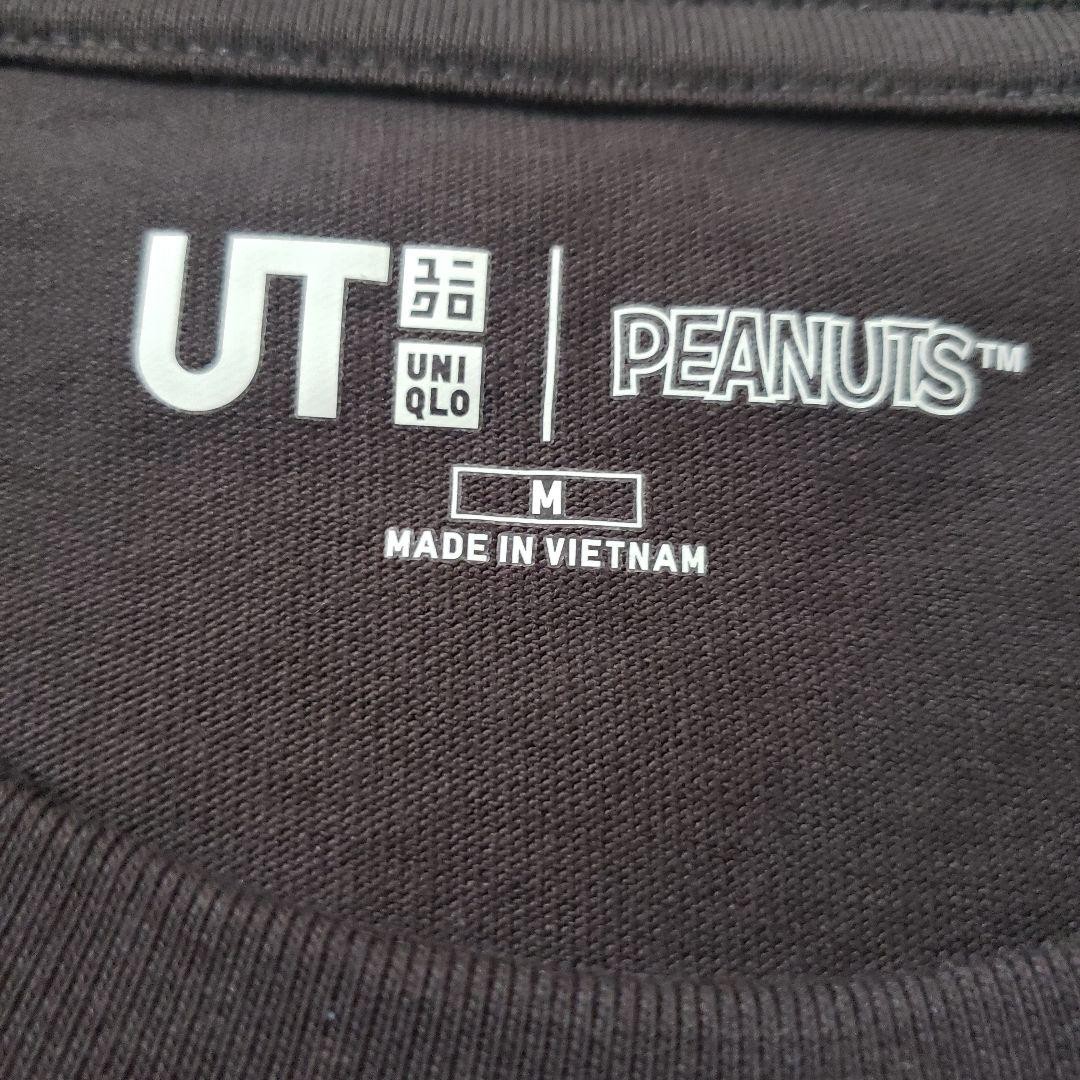 UT
ユニ
クロ
UNI
QLO
PEANUTS™
M
MADE IN VIETNAM